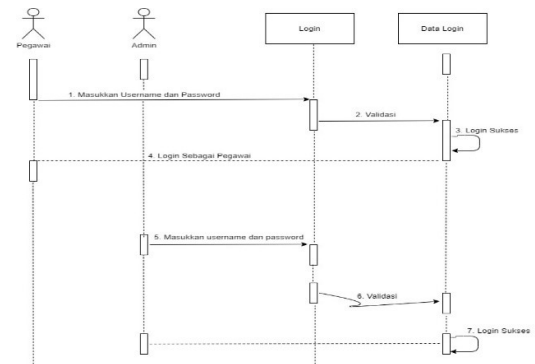 Pegawai
Admin
Login
Data Login
1. Masukkan Username dan Password
2. Validasi
3. Login Sukses
4. Login Sebagai Pegawai
5. Masukkan username dan password
6. Validasi
7. Login Sukses